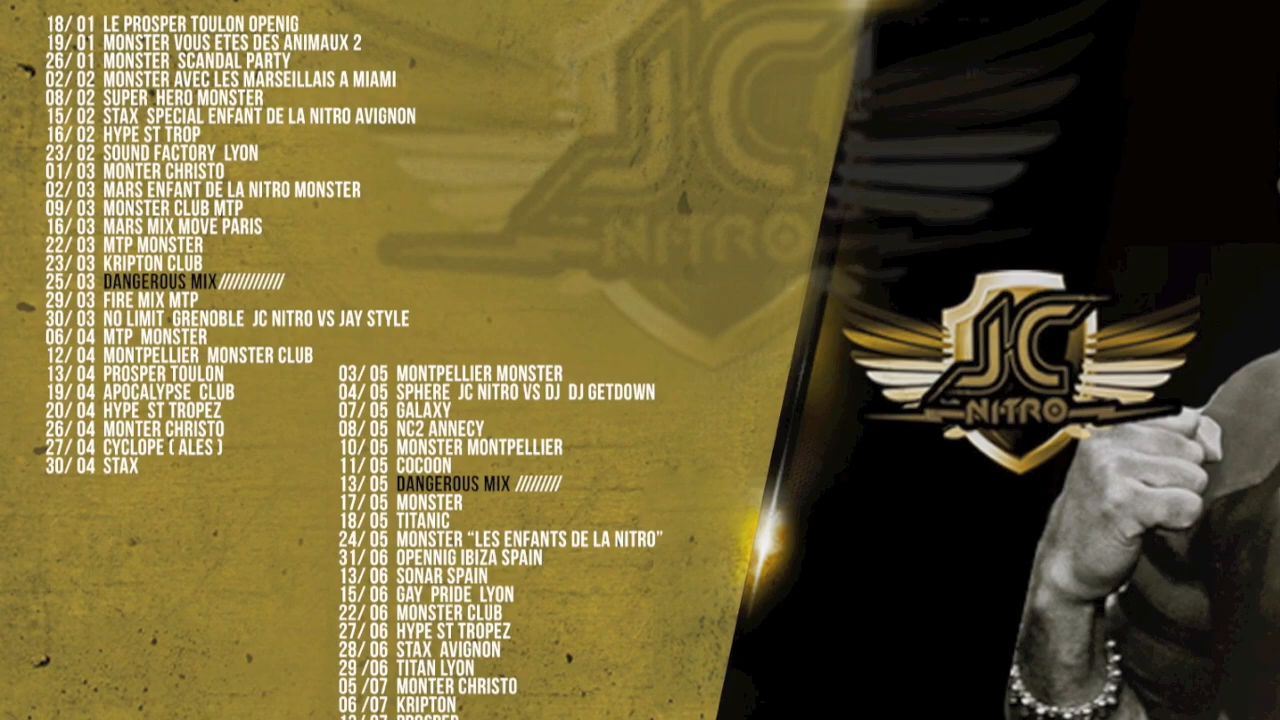 18/ 01 LE PROSPER TOULON OPENIG
19/ 01 MONSTER VOUS ETES DES ANIMAUX 2
26/ 01 MONSTER SCANDAL PARTY
02/ 02 MONSTER AVEC LES MARSEILLAIS A MIAMI
08/ 02 SUPER HERO MONSTER
15/ 02 STAX SPECIAL ENFANT DE LA NITRO AVIGNON
16/ 02 HYPE ST TROP
23/ 02 SOUND FACTORY LYON
01/ 03 MONTER CHRISTO
02/ 03 MARS ENFANT DE LA NITRO MONSTER
09/ 03 MONSTER CLUB MTP
16/ 03 MARS MIX MOVE PARIS
22/ 03 MTP MONSTER
23/ 03 KRIPTON CLUB
25/ 03 DANGEROUS MIX /////////////
29/ 03 FIRE MIX MTP
30/ 03 NO LIMIT GRENOBLE JC NITRO VS JAY STYLE
06/ 04 MTP MONSTER
12/ 04 MONTPELLIER MONSTER CLUB
13/ 04 PROSPER TOULON
19/ 04 APOCALYPSE CLUB
20/ 04 HYPE ST TROPEZ
26/ 04 MONTER CHRISTO
27/ 04 CYCLOPE ( ALES )
30/ 04 STAX
03/ 05 MONTPELLIER MONSTER
04/ 05 SPHERE JC NITRO VS DJ DJ GETDOWN
07/ 05 GALAXY
08/ 05 NC2 ANNECY
10/ 05 MONSTER MONTPELLIER
11/ 05 COCOON
13/ 05 DANGEROUS MIX /////////
17/ 05 MONSTER
18/ 05 TITANIC
24/ 05 MONSTER “LES ENFANTS DE LA NITRO”
31/ 06 OPENNIG IBIZA SPAIN
13/ 06 SONAR SPAIN
15/ 06 GAY PRIDE LYON
22/ 06 MONSTER CLUB
27/ 06 HYPE ST TROPEZ
28/ 06 STAX AVIGNON
29 /06 TITAN LYON
05 /07 MONTER CHRISTO
06 /07 KRIPTON
JC
NITRO
JC
NITRO